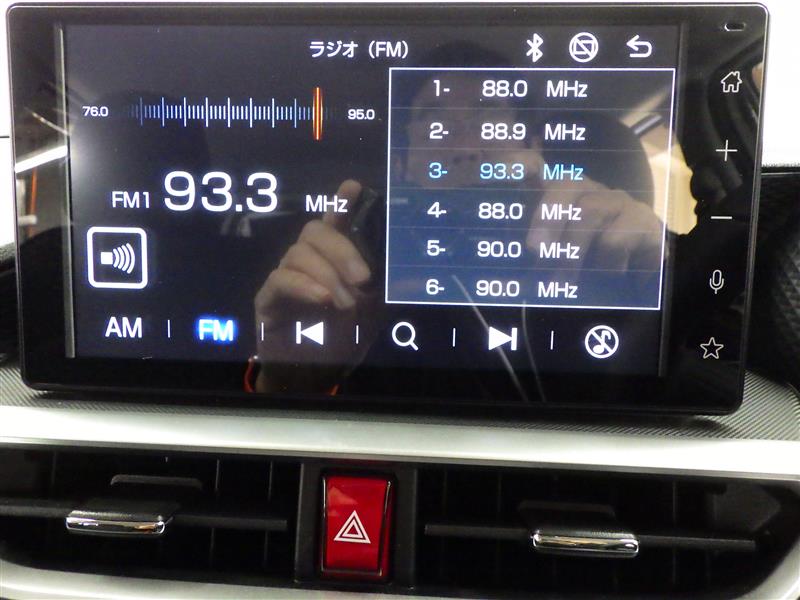 ラジオ（FM）
76.0 95.0
FM1 93.3 MHz
1- 88.0 MHz
2- 88.9 MHz
3- 93.3 MHz
4- 88.0 MHz
5- 90.0 MHz
6- 90.0 MHz
AM FM